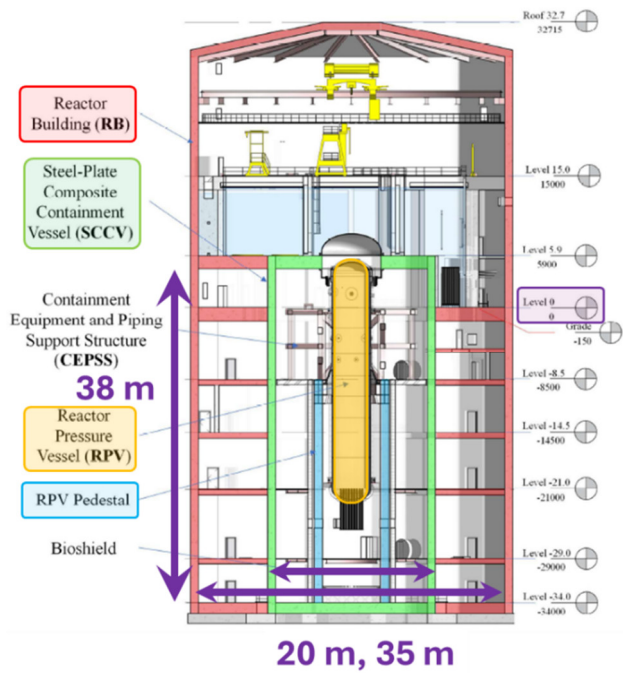 Roof 32.7
32715
Reactor
Building (RB)
Steel-Plate
Composite
Containment
Vessel (SCCV)
Level 15.0
15000
Level 5.9
5900
Containment
Equipment and Piping
Support Structure
(CEPSS)
Level 0
0
Grade
-150
38 m
Level -8.5
-8500
Reactor
Pressure
Vessel (RPV)
Level -14.5
-14500
RPV Pedestal
Level -21.0
-21000
Bioshield
Level -29.0
-29000
Level -34.0
-34000
20 m, 35 m